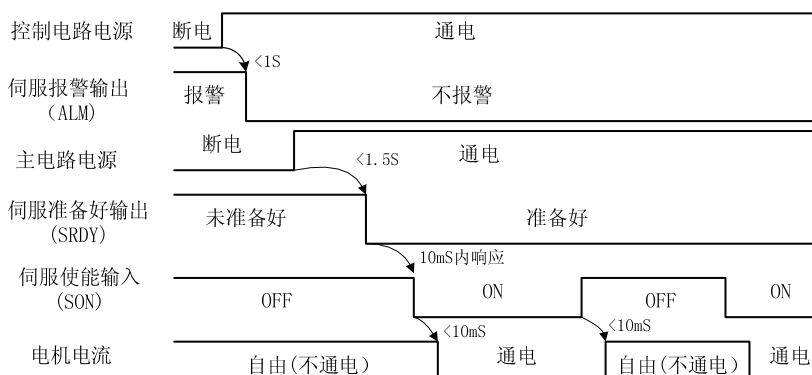 控制电路电源
断电
通电
<1S
伺服报警输出
(ALM)
报警
不报警
主电路电源
断电
通电
<1.5S
伺服准备好输出
(SRDY)
未准备好
准备好
10mS内响应
伺服使能输入
(SON)
OFF
ON
OFF
ON
<10mS
<10mS
电机电流
自由(不通电)
通电
自由(不通电)
通电